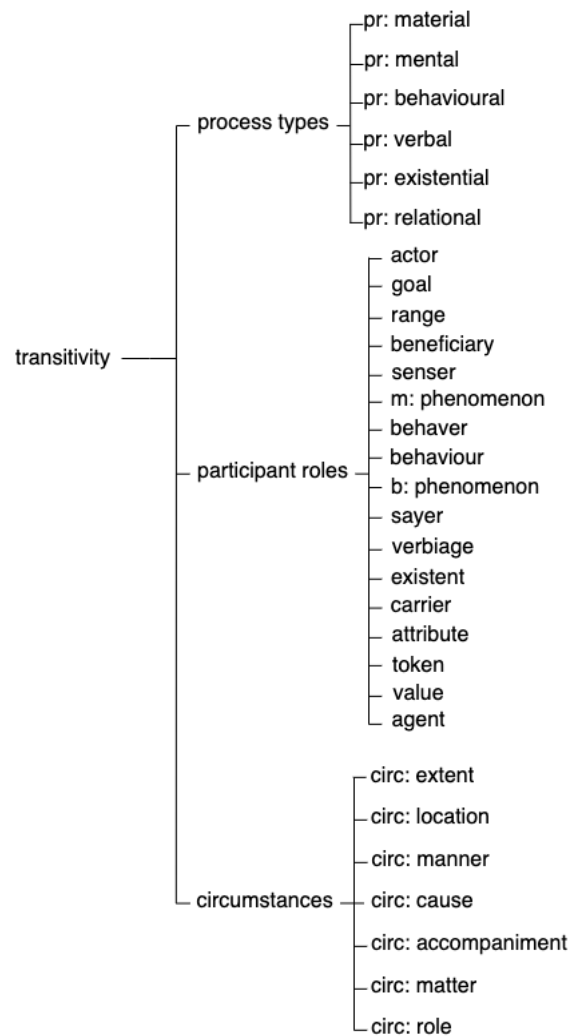 pr: material
pr: mental
pr: behavioural
process types
pr: verbal
pr: existential
pr: relational
actor
goal
range
beneficiary
transitivity
senser
m: phenomenon
behaver
behaviour
participant roles
b: phenomenon
sayer
verbiage
existent
carrier
attribute
token
value
agent
circ: extent
circ: location
circ: manner
circumstances
circ: cause
circ: accompaniment
circ: matter
circ: role